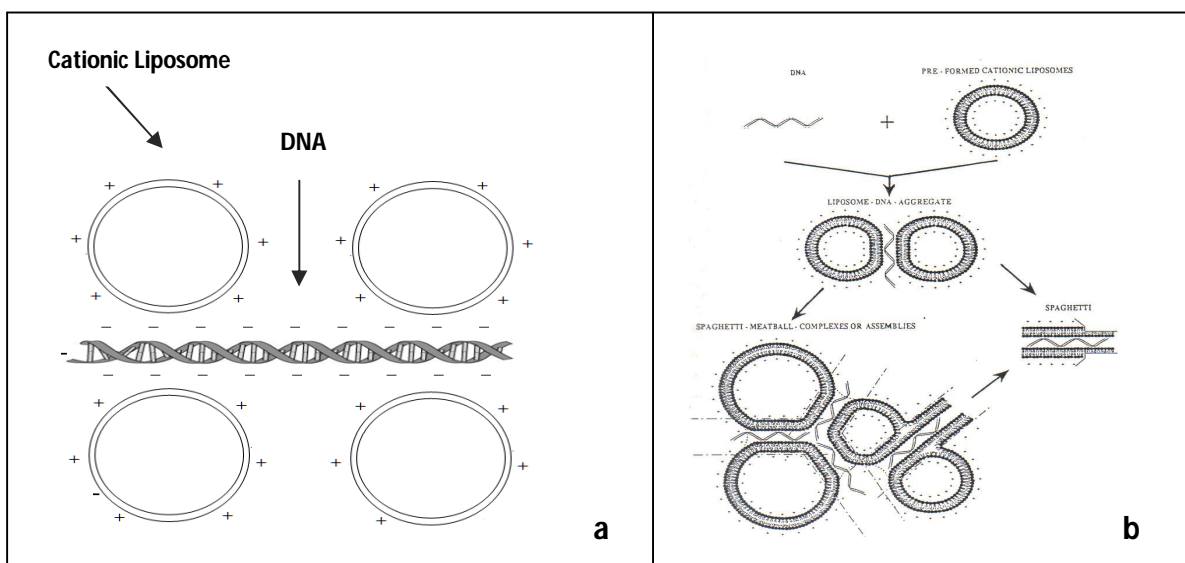 Cationic Liposome
DNA
+ +
+ +
+ +
+ +
+ +
+ +
– – – – – – – – –
-
– – – – – – – – –
+ +
+ +
+ +
+ +
-
+ +
+
a
DNA
PRE - FORMED CATIONIC LIPOSOMES
+
LIPOSOME - DNA - AGGREGATE
SPAGHETTI
SPAGHETTI - MEATBALL - COMPLEXES OR ASSEMBLIES
b